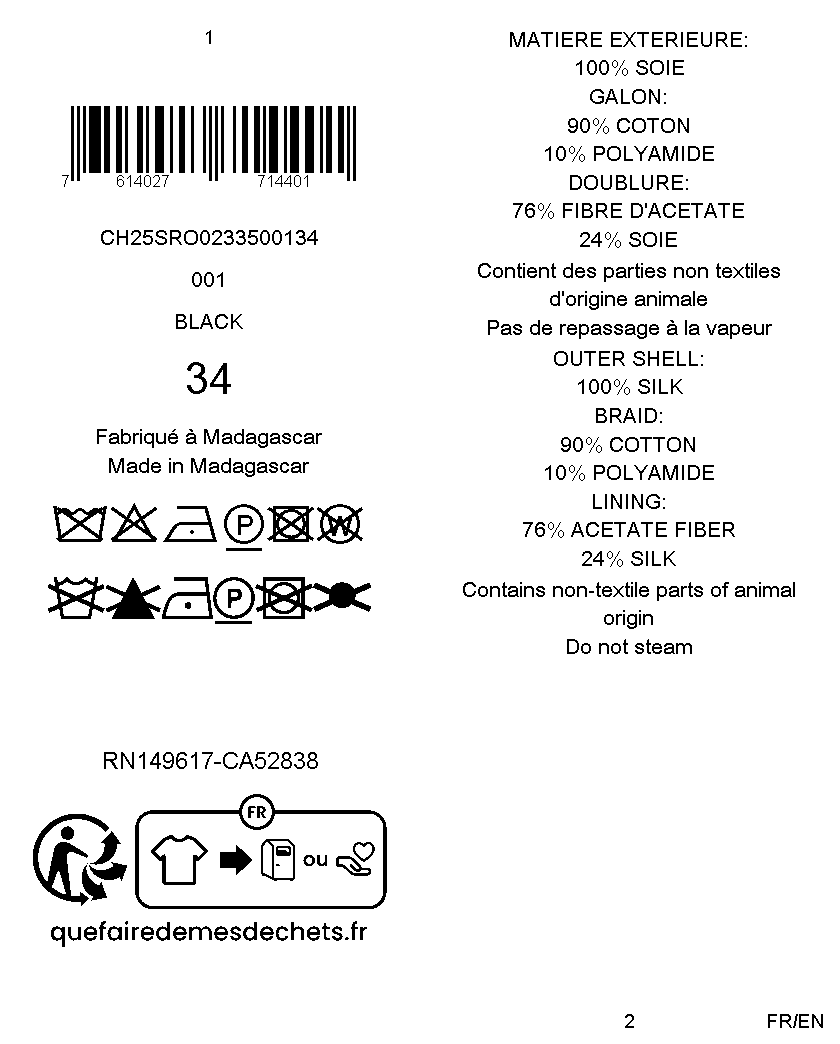 1
7 614027 714401
CH25SRO0233500134
001
BLACK
34
Fabriqué à Madagascar
Made in Madagascar
P W
P
RN149617-CA52838
FR
ou
quefairedemesdechets.fr
MATIERE EXTERIEURE:
100% SOIE
GALON:
90% COTON
10% POLYAMIDE
DOUBLURE:
76% FIBRE D'ACETATE
24% SOIE
Contient des parties non textiles
d'origine animale
Pas de repassage à la vapeur
OUTER SHELL:
100% SILK
BRAID:
90% COTTON
10% POLYAMIDE
LINING:
76% ACETATE FIBER
24% SILK
Contains non-textile parts of animal
origin
Do not steam
2
FR/EN